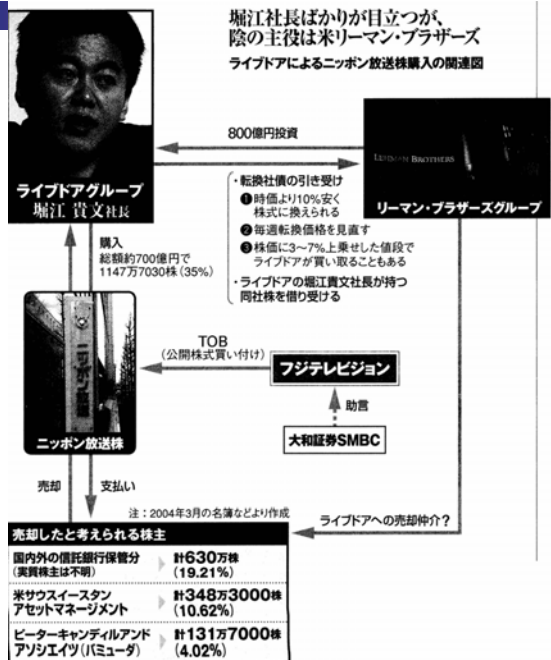 堀江社長ばかりが目立つが、
陰の主役は米リーマン・ブラザーズ
ライブドアによるニッポン放送株購入の関連図
800億円投資
LEHMAN BROTHERS
ライブドアグループ
堀江 貴文社長
リーマン・ブラザーズグループ
・転換社債の引き受け
❶時価より10%安く
株式に換えられる
❷毎週転換価格を見直す
❸株価に3〜7%上乗せした値段で
ライブドアが買い取ることもある
・ライブドアの堀江貴文社長が持つ
同社株を借り受ける
購入
総額約700億円で
1147万7030株(35%)
ニッポン放送
TOB
(公開株式買い付け)
フジテレビジョン
助言
大和証券SMBC
ニッポン放送株
売却
支払い
注:2004年3月の名簿などより作成
ライブドアへの売却仲介?
売却したと考えられる株主
国内外の信託銀行保管分
(実質株主は不明)
計630万株
(19.21%)
米サウスイースタン
アセットマネージメント
計348万3000株
(10.62%)
ピーターキャンディルアンド
アソシエイツ(バミューダ)
計131万7000株
(4.02%)